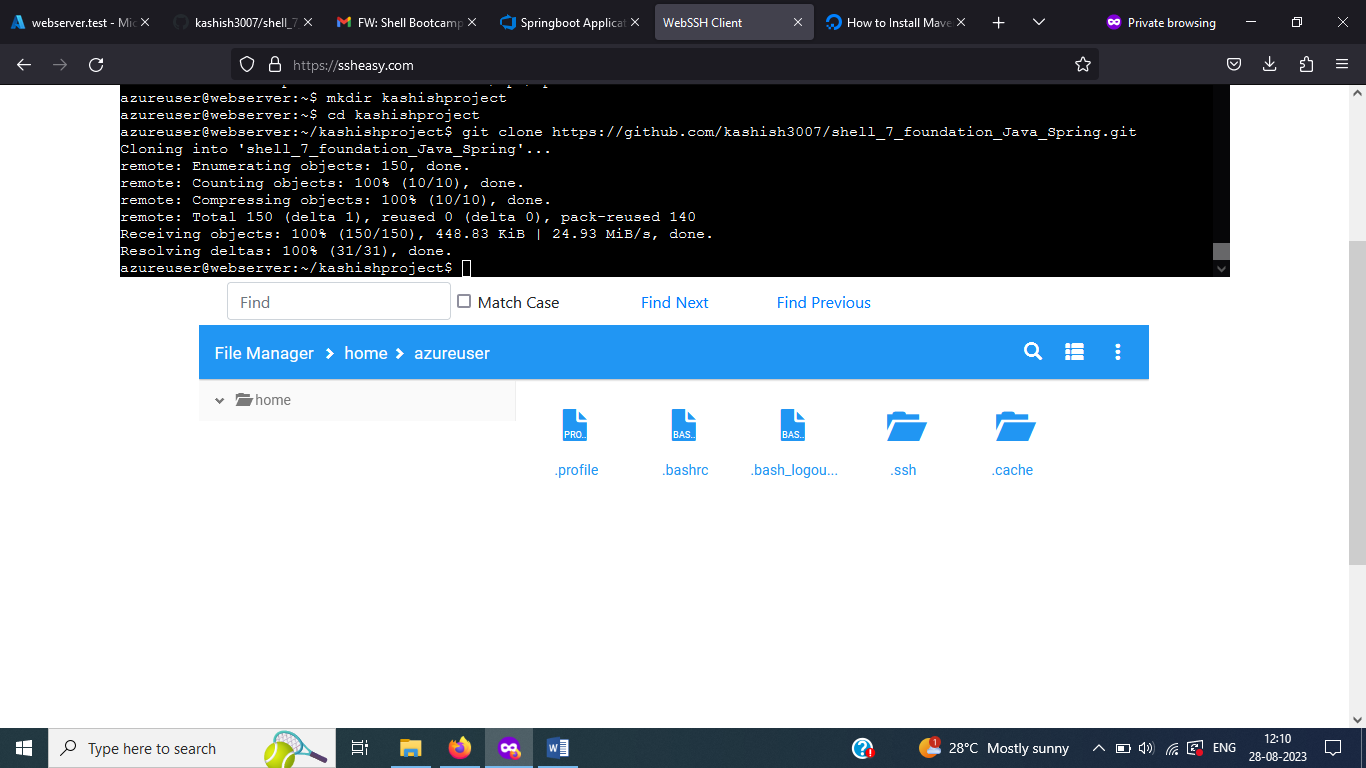 webserver.test - Mic
kashish3007/shell_7_
FW: Shell Bootcamp
Springboot Applicat
WebSSH Client
How to Install Mave
Private browsing
https://ssheasy.com
azureuser@webserver:~$ mkdir kashishproject
azureuser@webserver:~$ cd kashishproject
azureuser@webserver:~/kashishproject$ git clone https://github.com/kashish3007/shell_7_foundation_Java_Spring.git
Cloning into 'shell_7_foundation_Java_Spring'...
remote: Enumerating objects: 150, done.
remote: Counting objects: 100% (10/10), done.
remote: Compressing objects: 100% (10/10), done.
remote: Total 150 (delta 1), reused 0 (delta 0), pack-reused 140
Receiving objects: 100% (150/150), 448.83 KiB | 24.93 MiB/s, done.
Resolving deltas: 100% (31/31), done.
azureuser@webserver:~/kashishproject$
Find
Match Case
Find Next
Find Previous
File Manager
home
azureuser
home
PRO..
BAS..
BAS..
.profile
.bashrc
.bash_logou...
.ssh
.cache
Type here to search
1
28°C Mostly sunny
ENG
12:10
28-08-2023